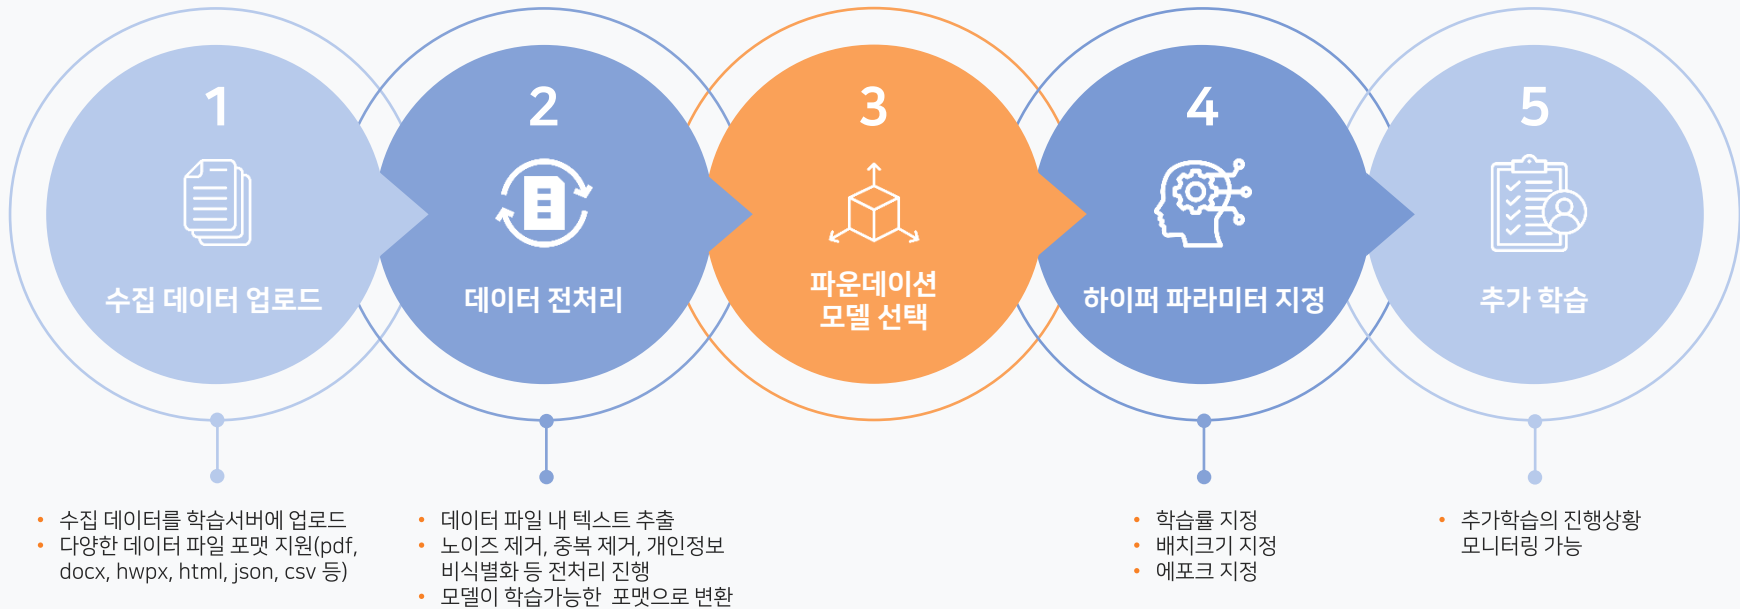 1
수집 데이터 업로드
2
데이터 전처리
3
파운데이션
모델 선택
4
하이퍼 파라미터 지정
5
추가 학습
• 수집 데이터를 학습서버에 업로드
• 다양한 데이터 파일 포맷 지원(pdf,
docx, hwpx, html, json, csv 등)
• 데이터 파일 내 텍스트 추출
• 노이즈 제거, 중복 제거, 개인정보
비식별화 등 전처리 진행
• 모델이 학습가능한 포맷으로 변환
• 학습률 지정
• 배치크기 지정
• 에포크 지정
• 추가학습의 진행상황
모니터링 가능